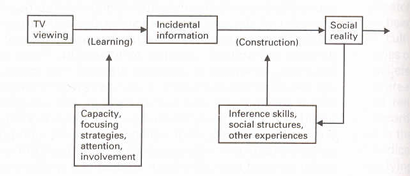 TV
viewing
(Learning)
Incidental
information
(Construction)
Social
reality
Capacity,
focusing
strategies,
attention,
involvement
Inference skills,
social structures,
other experiences